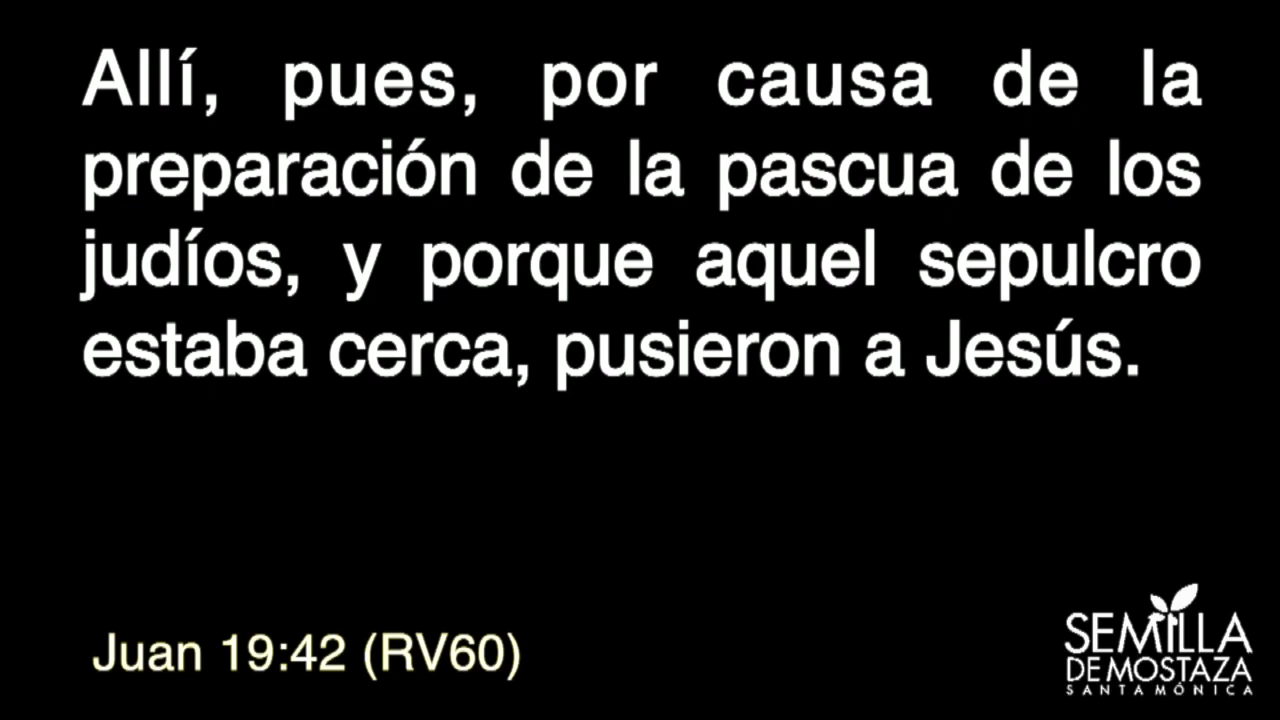 Allí, pues, por causa de la
preparación de la pascua de los
judíos, y porque aquel sepulcro
estaba cerca, pusieron a Jesús.
Juan 19:42 (RV60)
SEMILLA
DE MOSTAZA
SANTA MÓNICA